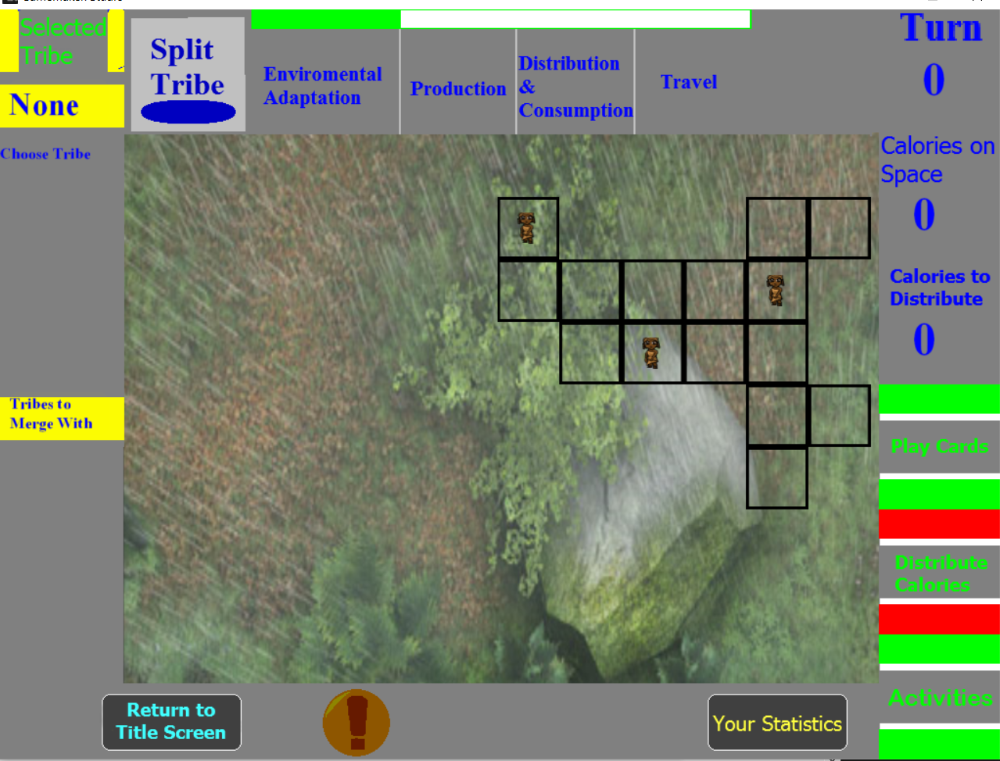 Selected
Tribe
None
Choose Tribe
Tribes to
Merge With
Split
Tribe
Enviromental
Adaptation
Production
Distribution
&
Consumption
Travel
Turn
0
Calories on
Space
0
Calories to
Distribute
0
Play Cards
Distribute
Calories
Activities
Return to
Title Screen
Your Statistics